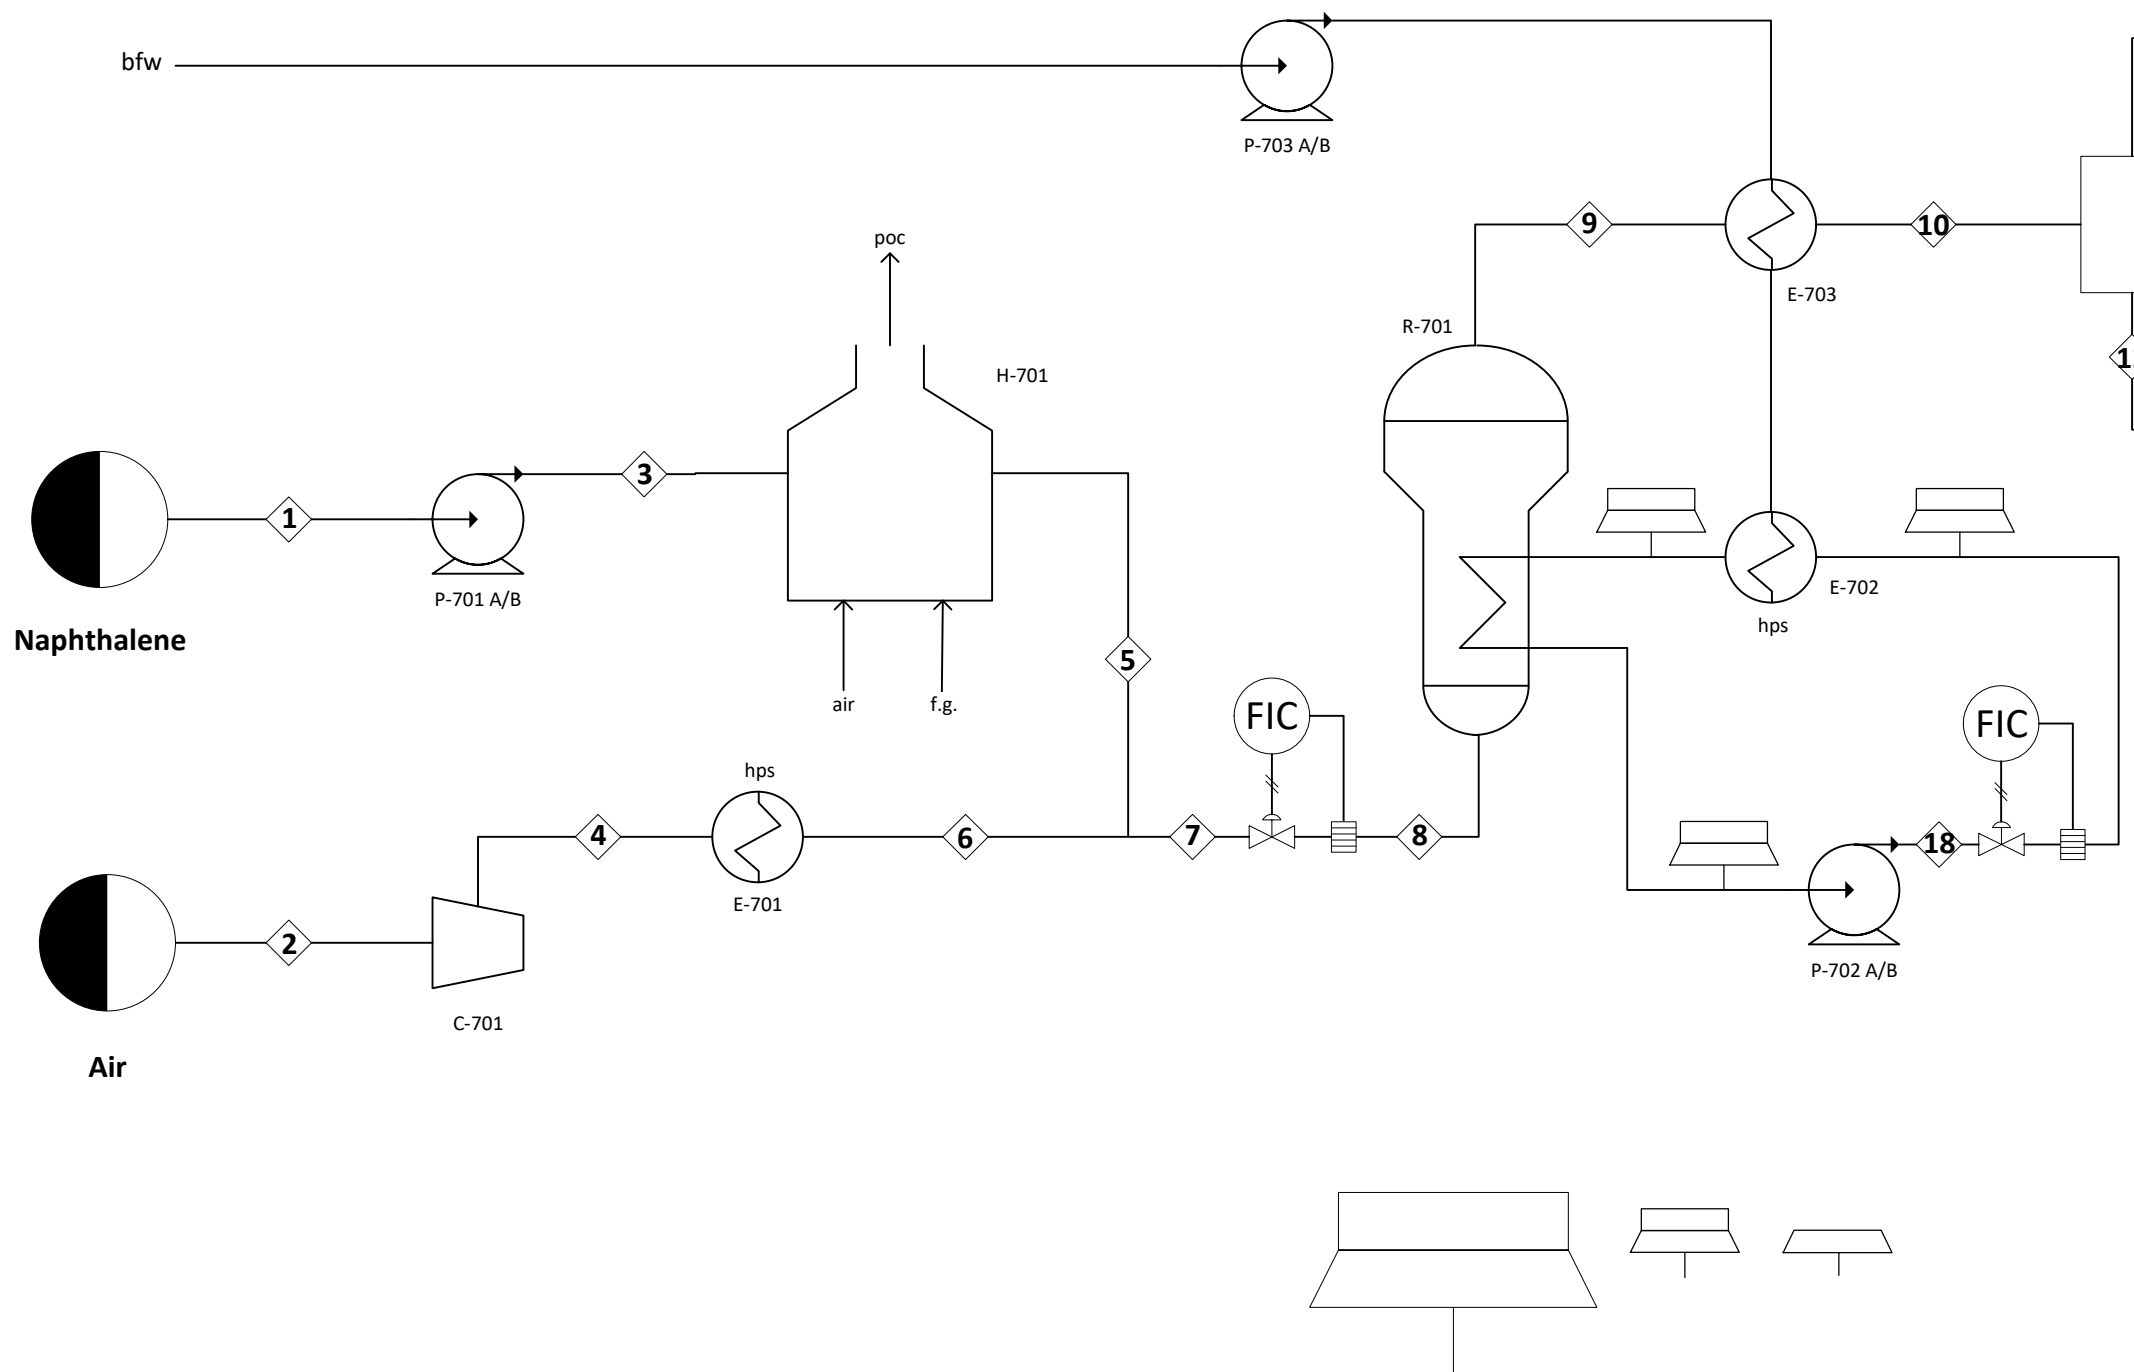 bfw
P-703 A/B
9
10
poc
E-703
R-701
H-701
3
1
P-701 A/B
E-702
hps
Naphthalene
5
air
f.g.
FIC
FIC
hps
4
6
7
8
18
E-701
2
P-702 A/B
C-701
Air